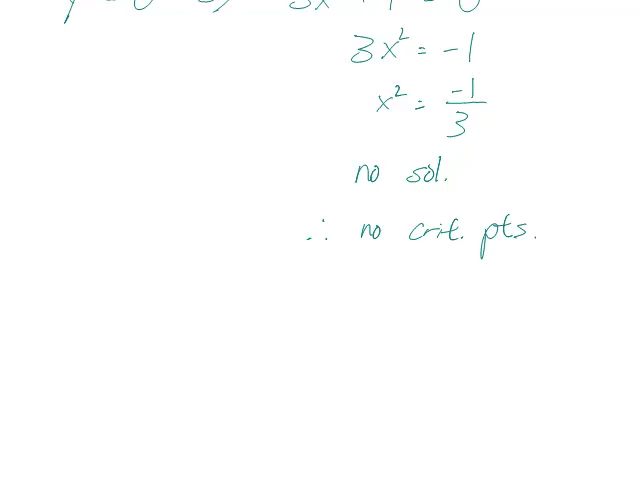 3x² = -1
x² = -1/3
no sol.
∴ no crit. pts.